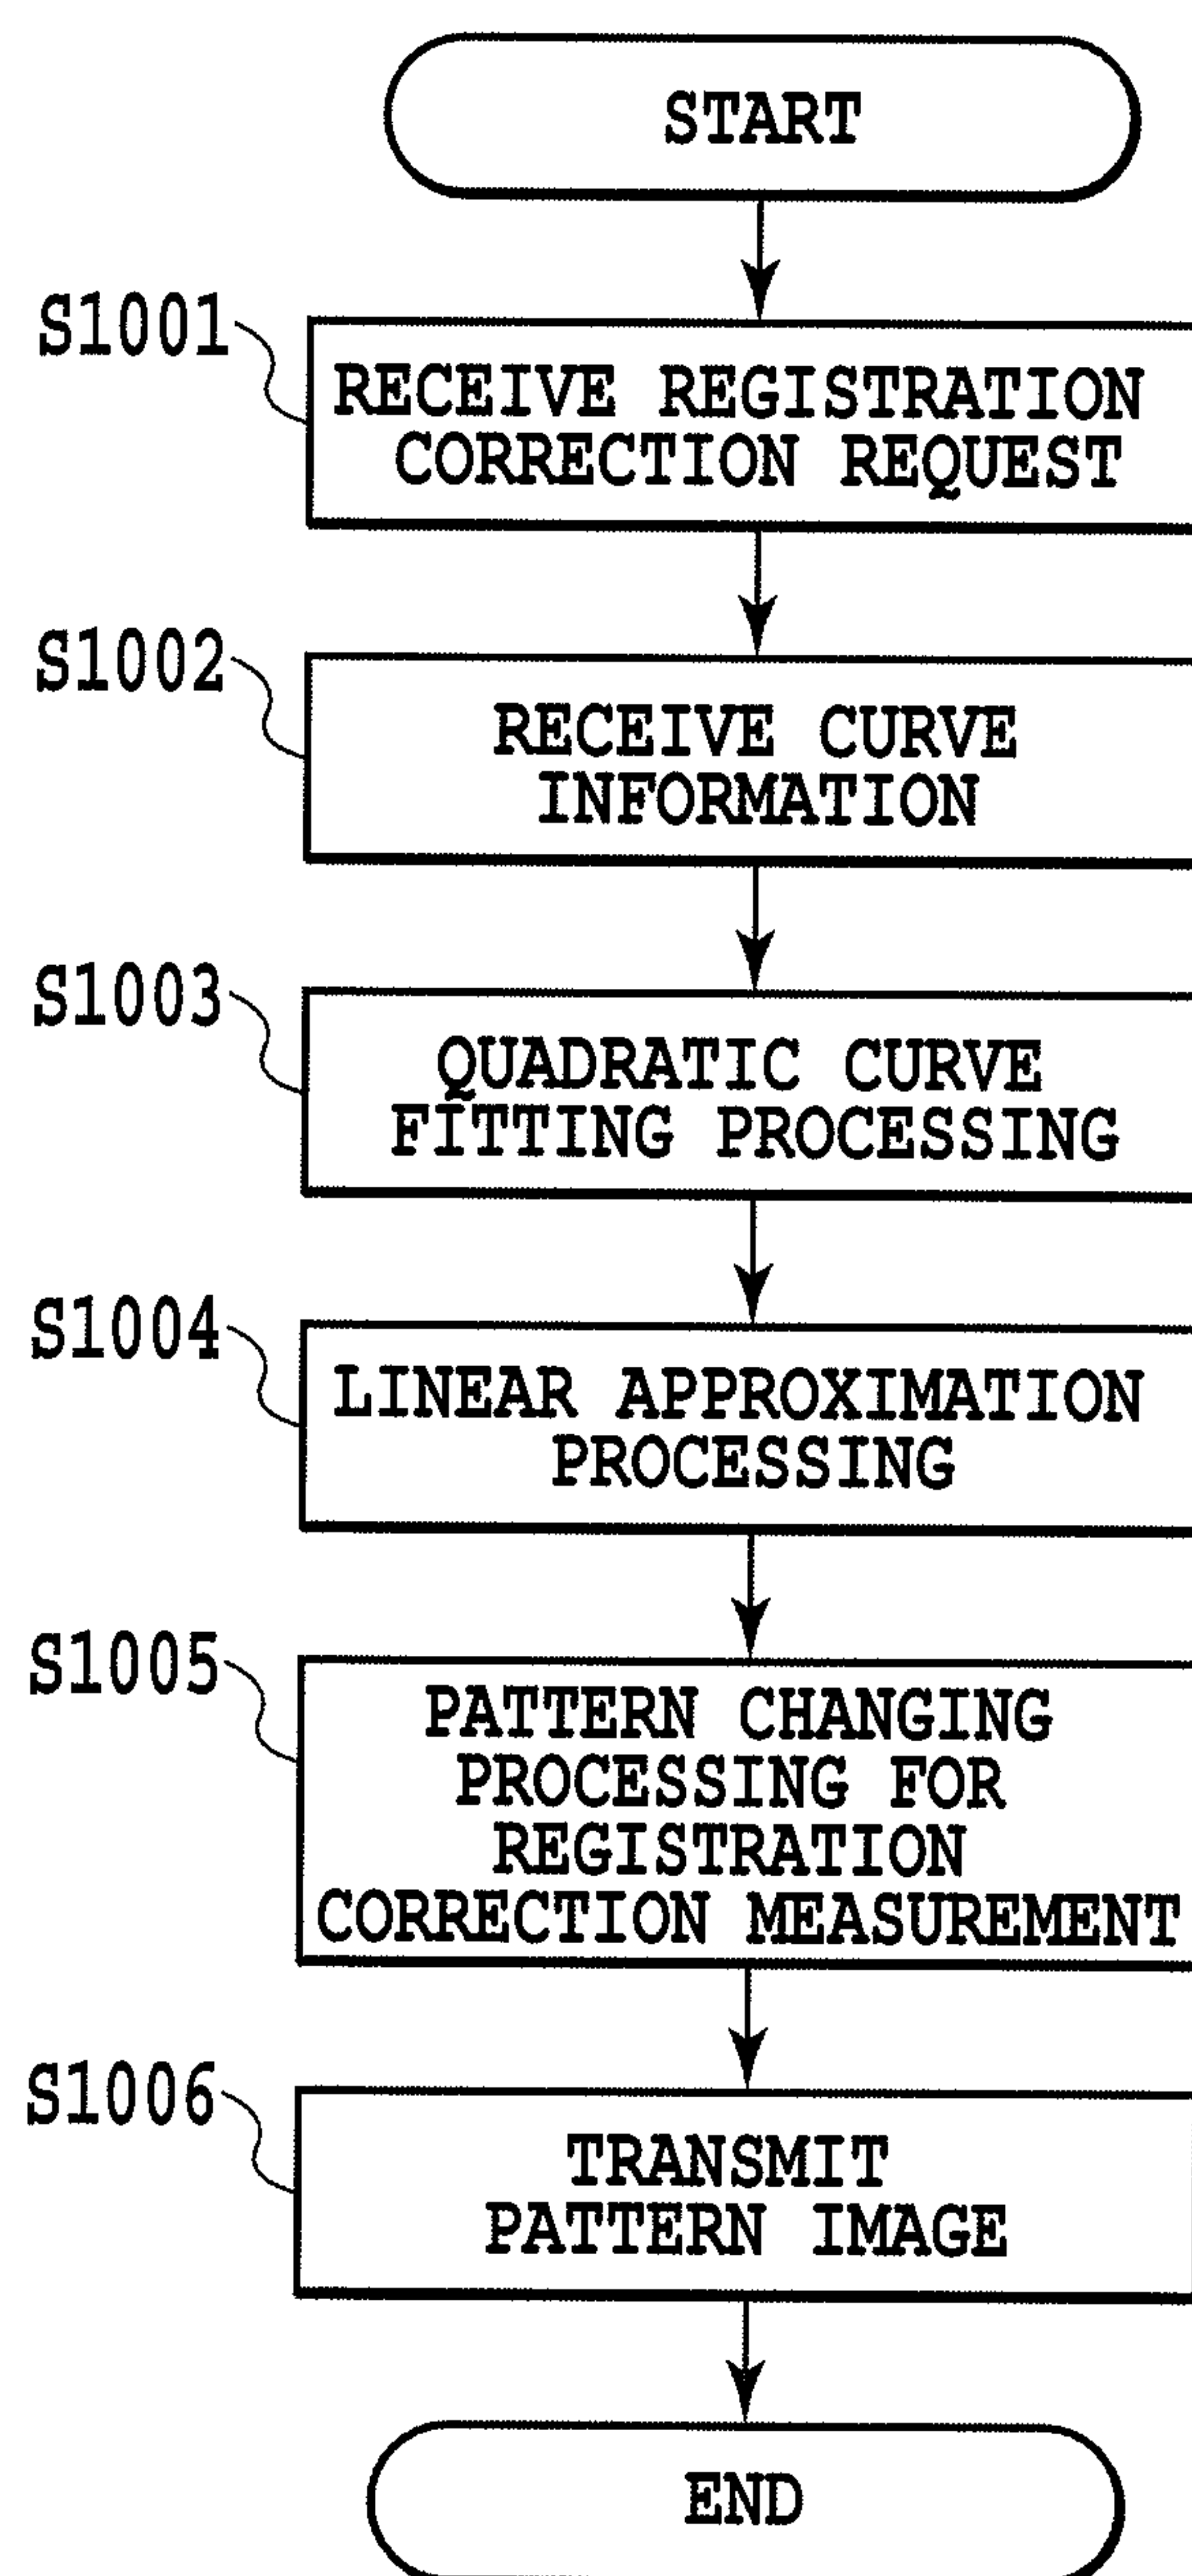 START
S1001
RECEIVE REGISTRATION
CORRECTION REQUEST
S1002
RECEIVE CURVE
INFORMATION
S1003
QUADRATIC CURVE
FITTING PROCESSING
S1004
LINEAR APPROXIMATION
PROCESSING
S1005
PATTERN CHANGING
PROCESSING FOR
REGISTRATION
CORRECTION MEASUREMENT
S1006
TRANSMIT
PATTERN IMAGE
END